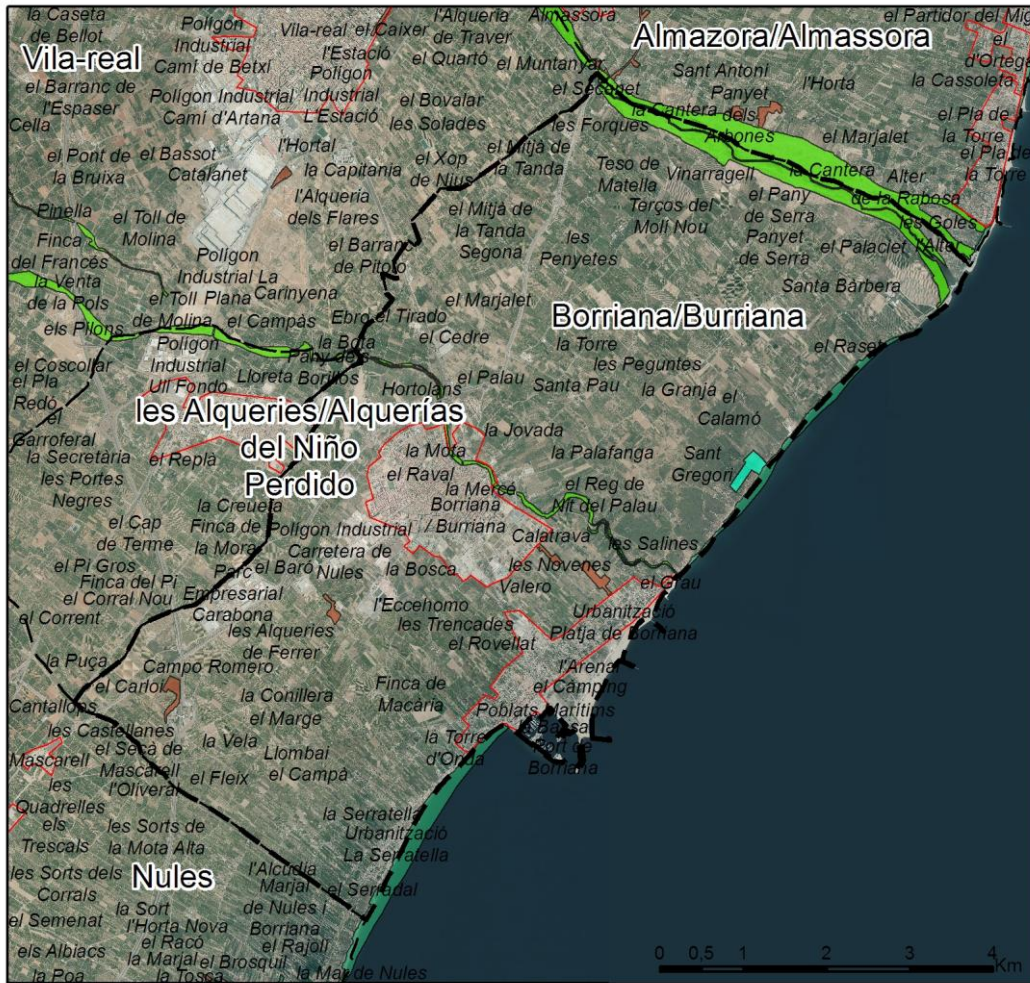 la Caseta
de Bellot
Polígon
Industrial
Camí de Betxí
Vila-real
l'Estació
el Caixer
Polígon
Industrial
L'Estació
l'Alqueria
de Traver
el Quartó
Almassora
Almazora/Almassora
el Partidor del Mig
el
d'Ortega
la Cassoleta
Vila-real
el Barranc de
l'Espaser
Cella
Polígon Industrial
Camí d'Artana
el Muntanyar
el Secanet
Sant Antoni
Panyet
dels
Arbones
l'Horta
el Bovalar
les Solades
la Cantera
les Forques
el Marjalet
el Pla de
la Torre
el Pla de
la Torre
el Pont de
la Bruixa
el Bassot
Catalanet
l'Hortal
la Capitania
el Xop
de Nius
el Mitjà de
la Tanda
Teso de
Matella
Vinarragell
la Cantera
Alter
de la Rabosa
Pinella
el Toll de
Molina
l'Alqueria
dels Flares
el Mitjà de
la Tanda
Segona
Terços del
Molí Nou
el Pany
de Serra
Panyet
de Serra
les Goles
el Palaciet
l'Alter
Finca
del Francés
la Venta
de la Pols
els Pilons
Polígon
Industrial La
Plana
el Toll
de Molina
Carinyena
el Campàs
el Barranc
de Pitoto
les
Penyetes
Santa Bàrbera
el Marjalet
Ebro
el Tirado
Borriana/Burriana
el Cedre
la Torre
el Raset
la Bota
Pany dels
Borillos
el Coscollar
el Pla
Redó
Polígon
Industrial
Ull Fondo
Lloreta
Hortolans
el Palau
les Peguntes
Santa Pau
la Granja
el
Calamó
les Alqueries/Alquerías
del Niño
Perdido
el
Garroferal
la Secretària
el Replà
les Portes
Negres
la Jovada
la Mota
el Raval
la Palafanga
Sant
Gregori
la Mercé
el Reg de
Nit del Palau
Borriana
/ Burriana
la Creueta
Finca de
la Mora
Polígon Industrial
Carretera de
Nules
el Cap
de Terme
Calatrava
les Salines
el Pi Gros
Finca del Pi
el Corral Nou
Parc
Empresarial
Carabona
el Baró
la Bosca
les Novenes
Valero
el Grau
el Corrent
l'Eccehomo
Urbanització
Platja de Borriana
les Alqueries
de Ferrer
les Trencades
el Rovellat
la Puça
Campo Romero
el Carlol
l'Arenal
el Càmping
la Conillera
el Marge
Finca de
Macària
Cantallops
Poblats Marítims
la Bassa
Port de
Borriana
les Castellanes
la Vela
la Torre
d'Onda
Mascarell
el Secà de
Mascarell
l'Oliveral
Llombai
el Campà
el Fleix
les
Quadrelles
els
Trescals
la Serratella
Urbanització
La Serratella
les Sorts de
la Mota Alta
les Sorts dels
Corrals
Nules
l'Alcúdia
Marjal
de Nules i
Borriana
el Serradal
el Semenat
la Sort
l'Horta Nova
el Racó
els Albiacs
la Marjal
el Brosquil
el Rajolí
la Poa
la Tosca
la Mar de Nules
0 0,5 1 2 3 4
Km